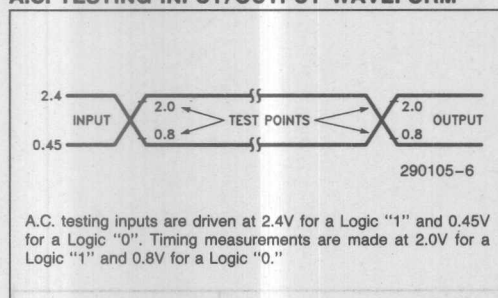 A.C. TESTING INPUT/OUTPUT WAVEFORM
2.4
2.0
2.0
INPUT
TEST POINTS
OUTPUT
0.8
0.8
0.45
290105-6
A.C. testing inputs are driven at 2.4V for a Logic "1" and 0.45V
for a Logic "0". Timing measurements are made at 2.0V for a
Logic "1" and 0.8V for a Logic "0."